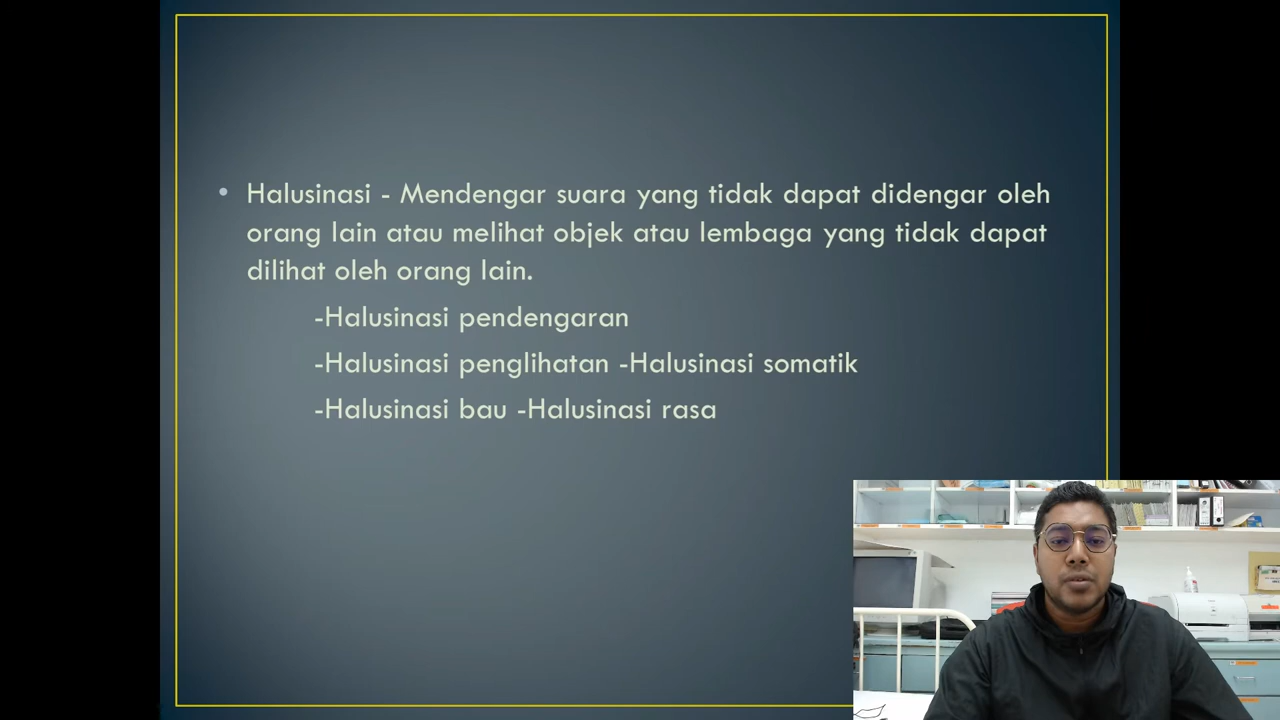 • Halusinasi - Mendengar suara yang tidak dapat didengar oleh
orang lain atau melihat objek atau lembaga yang tidak dapat
dilihat oleh orang lain.
-Halusinasi pendengaran
-Halusinasi penglihatan -Halusinasi somatik
-Halusinasi bau -Halusinasi rasa